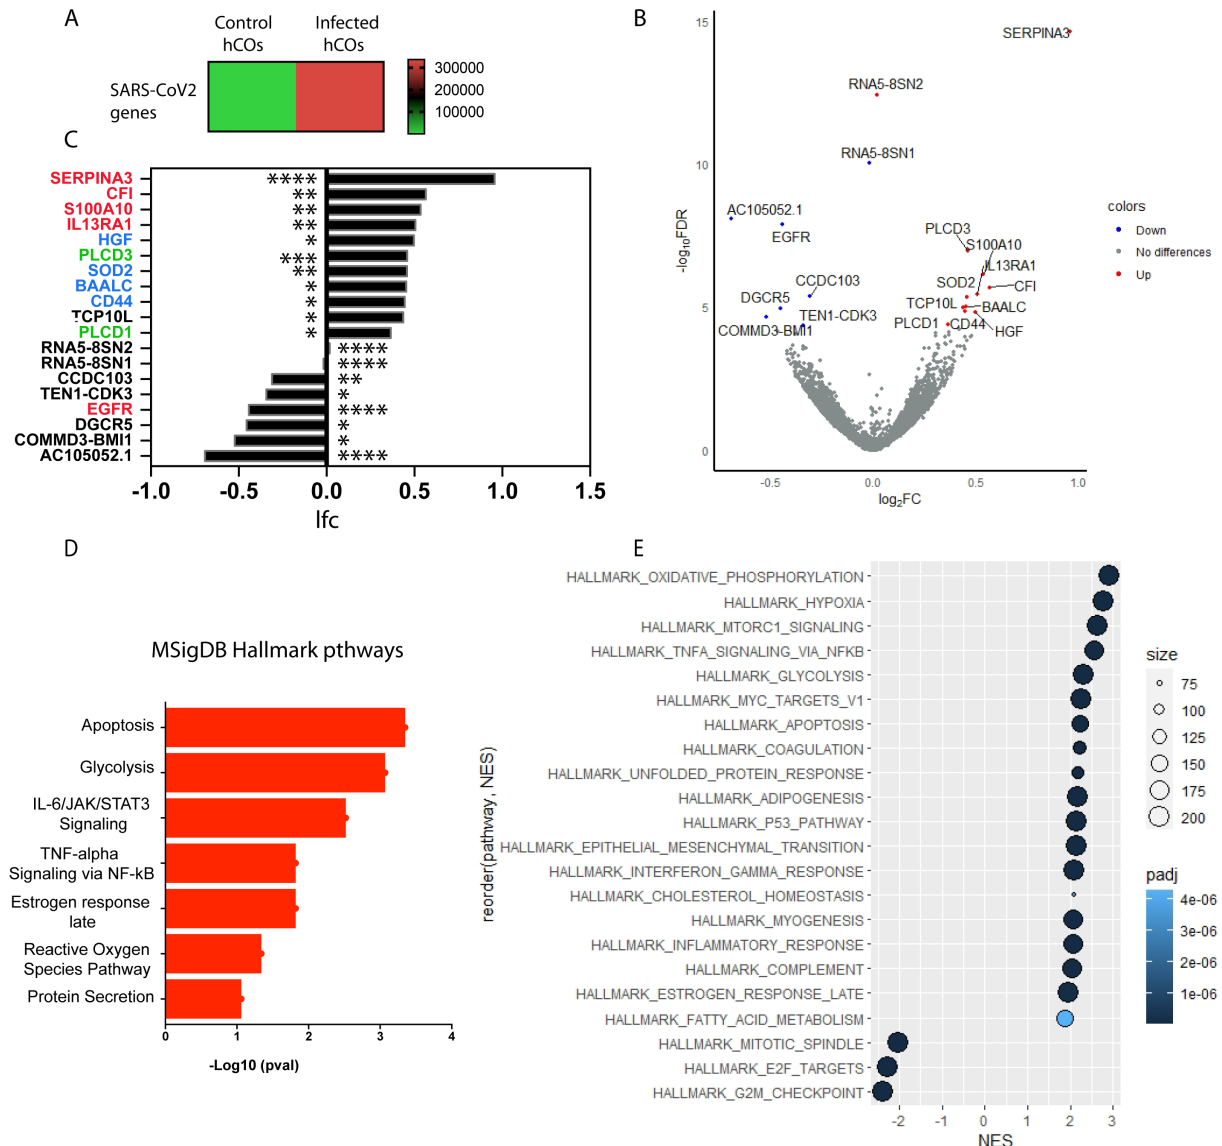 A
Control
hCOs
Infected
hCOs
SARS-CoV2
genes
300000
200000
100000
B
15
10
5
0
-log10FDR
-0.5
0.0
0.5
1.0
log2FC
SERPINA3
RNA5-8SN2
RNA5-8SN1
AC105052.1
EGFR
PLCD3
S100A10
IL13RA1
CCDC103
SOD2
CFI
DGCR5
TCP10L
BAALC
TEN1-CDK3
PLCD1
CD44
COMMD3-BMI1
HGF
colors
Down
No differences
Up
C
SERPINA3 ****
CFI **
S100A10 **
IL13RA1 **
HGF *
PLCD3 ***
SOD2 **
BAALC *
CD44 *
TCP10L *
PLCD1 *
RNA5-8SN2 ****
RNA5-8SN1 ****
CCDC103 **
TEN1-CDK3 *
EGFR ****
DGCR5 *
COMMD3-BMI1 *
AC105052.1 ****
-1.0 -0.5 0.0 0.5 1.0 1.5
lfc
D
MSigDB Hallmark pthways
Apoptosis
Glycolysis
IL-6/JAK/STAT3
Signaling
TNF-alpha
Signaling via NF-kB
Estrogen response
late
Reactive Oxygen
Species Pathway
Protein Secretion
0 1 2 3 4
-Log10 (pval)
E
reorder(pathway, NES)
HALLMARK_OXIDATIVE_PHOSPHORYLATION
HALLMARK_HYPOXIA
HALLMARK_MTORC1_SIGNALING
HALLMARK_TNFA_SIGNALING_VIA_NFKB
HALLMARK_GLYCOLYSIS
HALLMARK_MYC_TARGETS_V1
HALLMARK_APOPTOSIS
HALLMARK_COAGULATION
HALLMARK_UNFOLDED_PROTEIN_RESPONSE
HALLMARK_ADIPOGENESIS
HALLMARK_P53_PATHWAY
HALLMARK_EPITHELIAL_MESENCHYMAL_TRANSITION
HALLMARK_INTERFERON_GAMMA_RESPONSE
HALLMARK_CHOLESTEROL_HOMEOSTASIS
HALLMARK_MYOGENESIS
HALLMARK_INFLAMMATORY_RESPONSE
HALLMARK_COMPLEMENT
HALLMARK_ESTROGEN_RESPONSE_LATE
HALLMARK_FATTY_ACID_METABOLISM
HALLMARK_MITOTIC_SPINDLE
HALLMARK_E2F_TARGETS
HALLMARK_G2M_CHECKPOINT
-2 -1 0 1 2 3
NES
size
75
100
125
150
175
200
padj
4e-06
3e-06
2e-06
1e-06